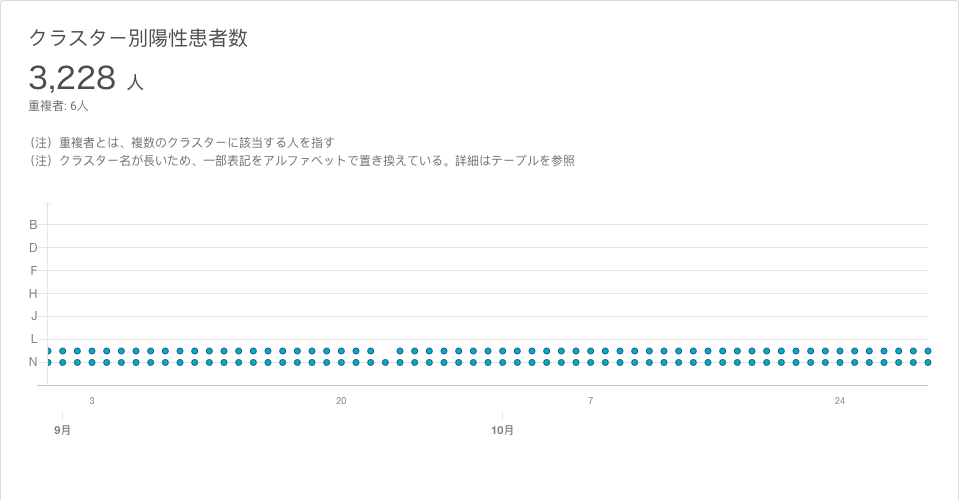 クラスター別陽性患者数
3,228 人
重複者: 6人
（注）重複者とは、複数のクラスターに該当する人を指す
（注）クラスター名が長いため、一部表記をアルファベットで置き換えている。詳細はテーブルを参照
B
D
F
H
J
L
N
3 20 7 24
9月 10月